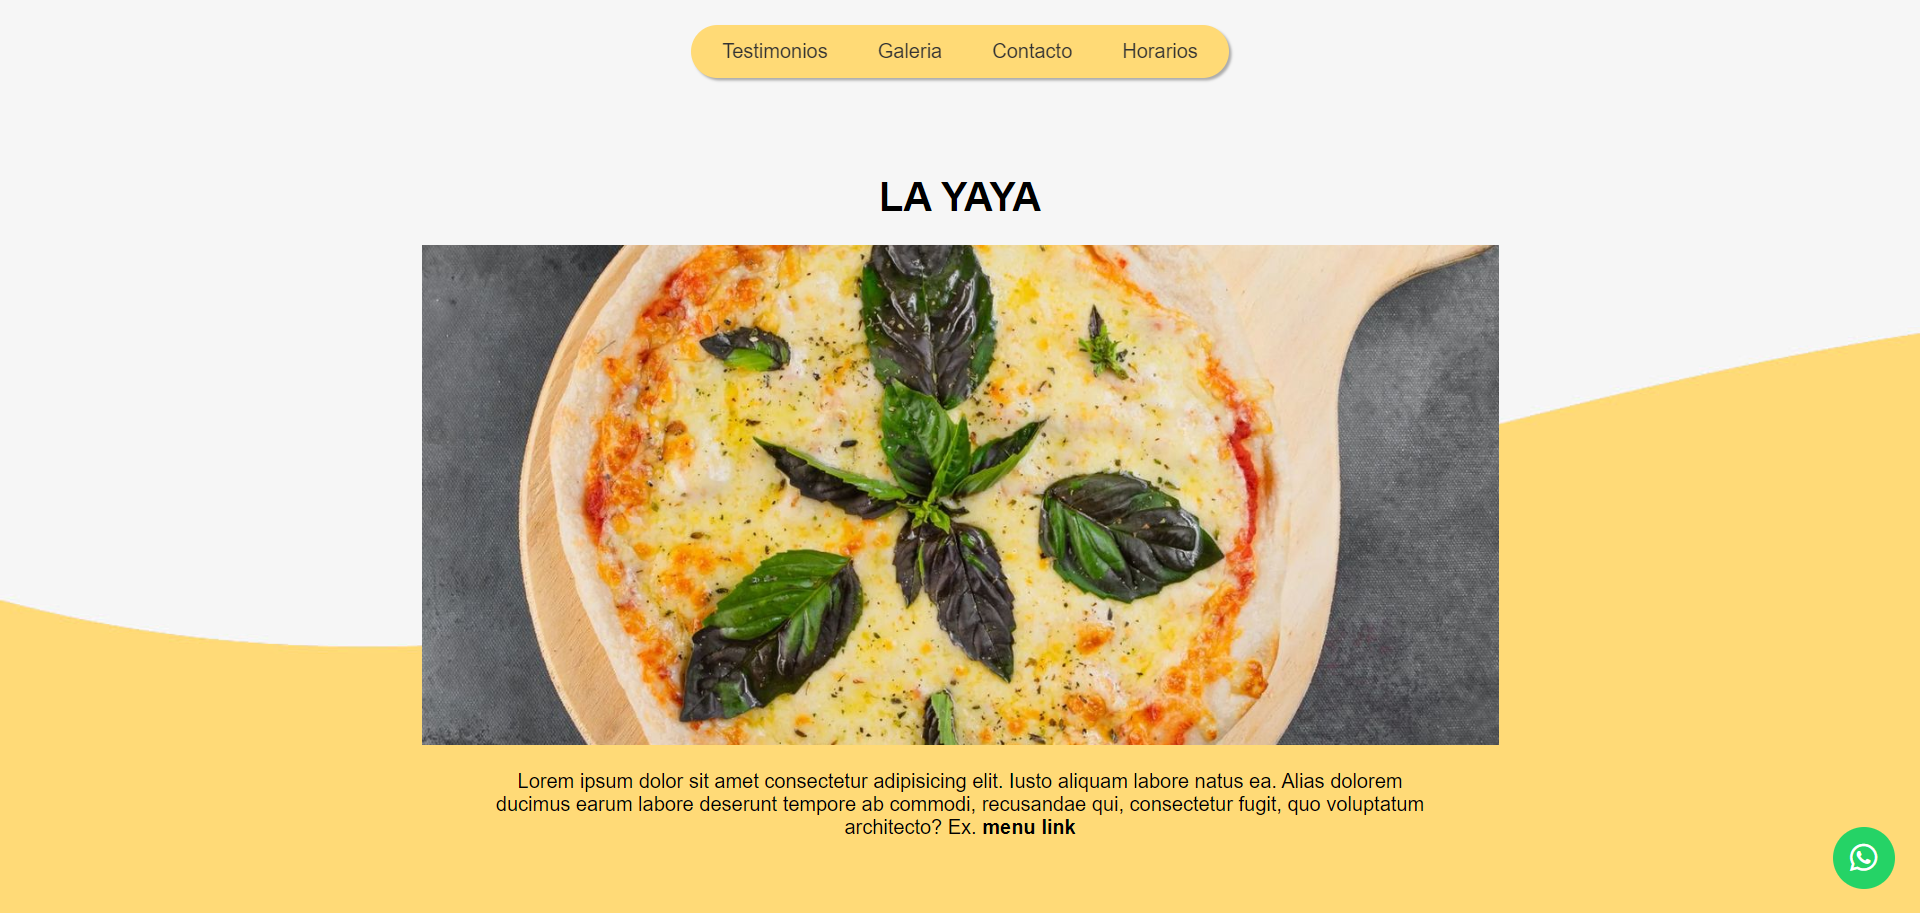 Testimonios Galeria Contacto Horarios
LA YAYA
Lorem ipsum dolor sit amet consectetur adipisicing elit. Iusto aliquam labore natus ea. Alias dolorem
ducimus earum labore deserunt tempore ab commodi, recusandae qui, consectetur fugit, quo voluptatum
architecto? Ex. menu link